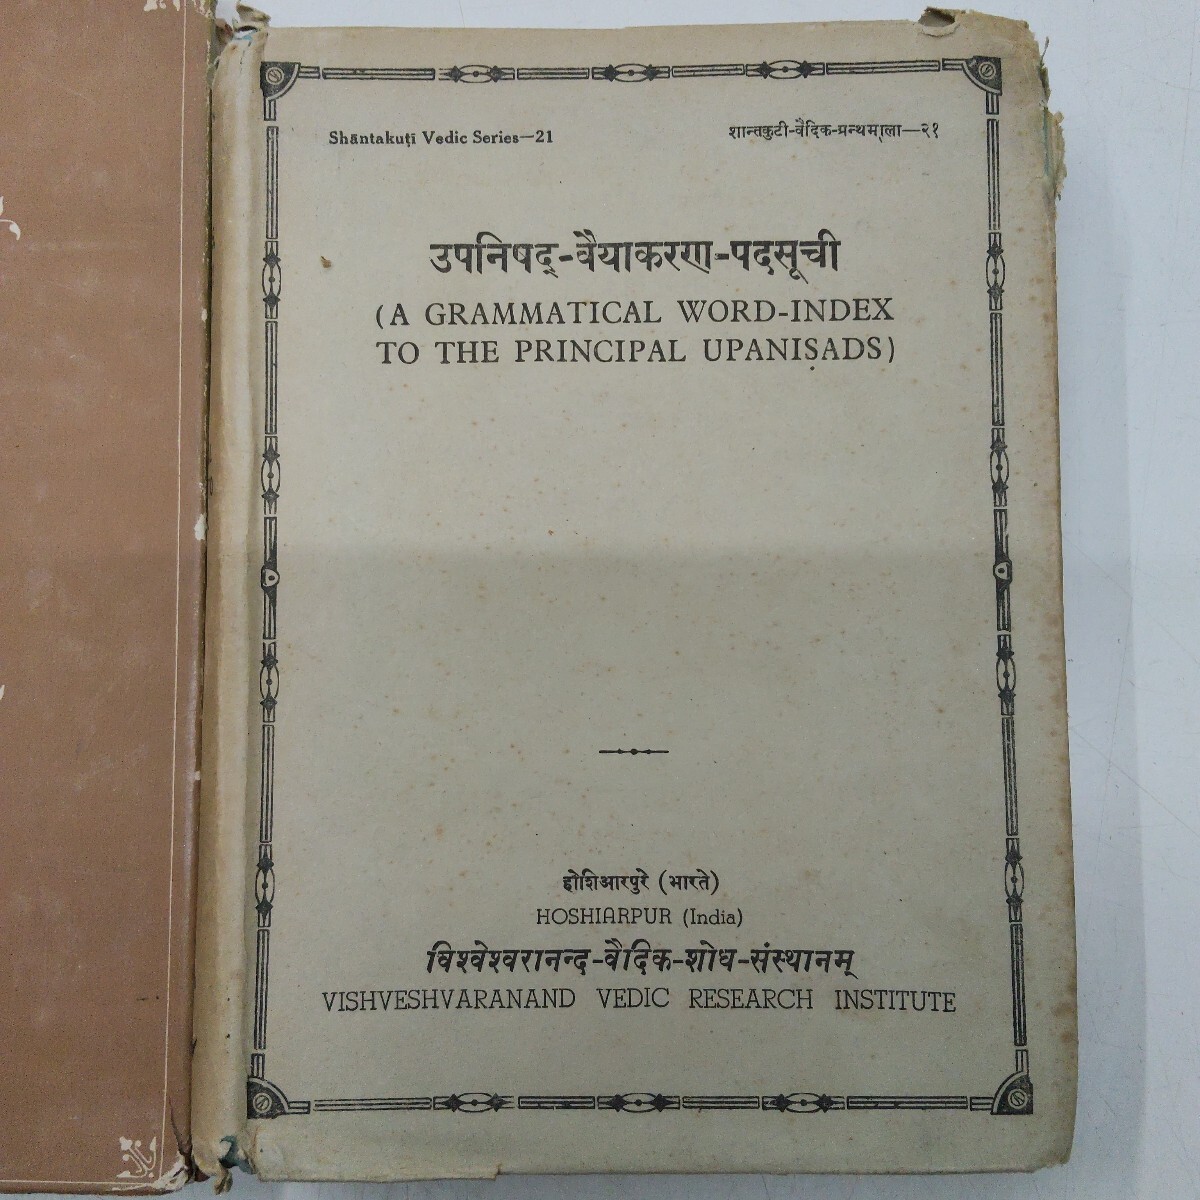 Shāntakuṭī Vedic Series—21
शान्तकुटी-वैदिक-ग्रन्थमाला—२१
उपनिषद्-वैयाकरण-पदसूची
(A GRAMMATICAL WORD-INDEX
TO THE PRINCIPAL UPANIṢADS)
होशिआरपुरे (भारते)
HOSHIARPUR (India)
विश्वेश्वरानन्द-वैदिक-शोध-संस्थानम्
VISHVESHVARANAND VEDIC RESEARCH INSTITUTE